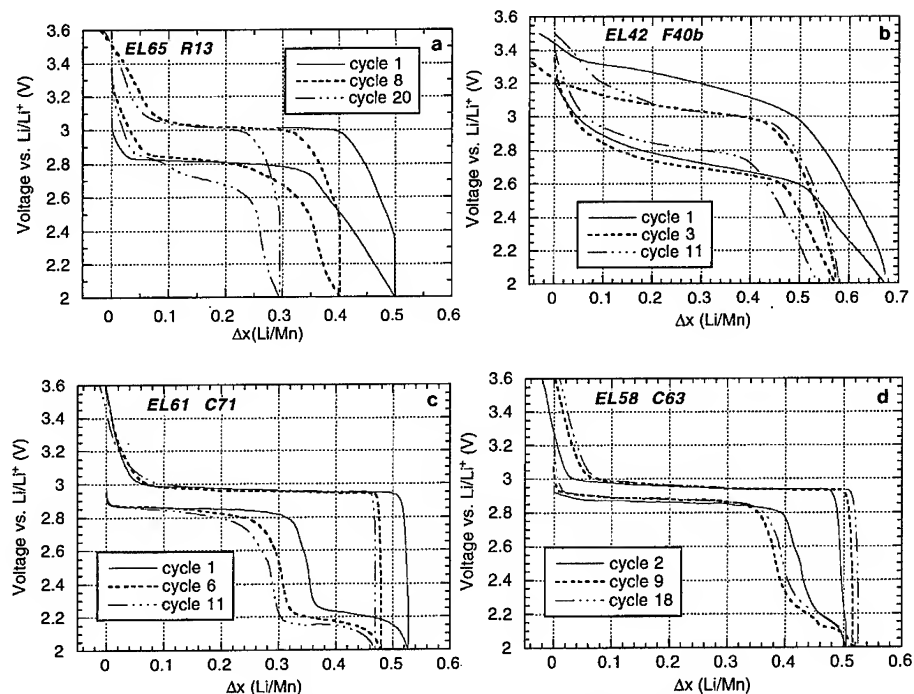 EL65 R13
a
cycle 1
cycle 8
cycle 20
Voltage vs. Li/Li⁺ (V)
3.6
3.4
3.2
3.0
2.8
2.6
2.4
2.2
2
0
0.1
0.2
0.3
0.4
0.5
0.6
Δx(Li/Mn)
EL42 F40b
b
cycle 1
cycle 3
cycle 11
Voltage vs. Li/Li⁺ (V)
3.6
3.4
3.2
3.0
2.8
2.6
2.4
2.2
2
0
0.1
0.2
0.3
0.4
0.5
0.6
0.7
Δx (Li/Mn)
EL61 C71
c
cycle 1
cycle 6
cycle 11
Voltage vs. Li/Li⁺ (V)
3.6
3.4
3.2
3.0
2.8
2.6
2.4
2.2
2
0
0.1
0.2
0.3
0.4
0.5
0.6
Δx (Li/Mn)
EL58 C63
d
cycle 2
cycle 9
cycle 18
Voltage vs. Li/Li⁺ (V)
3.6
3.4
3.2
3.0
2.8
2.6
2.4
2.2
2
0
0.1
0.2
0.3
0.4
0.5
0.6
Δx (Li/Mn)